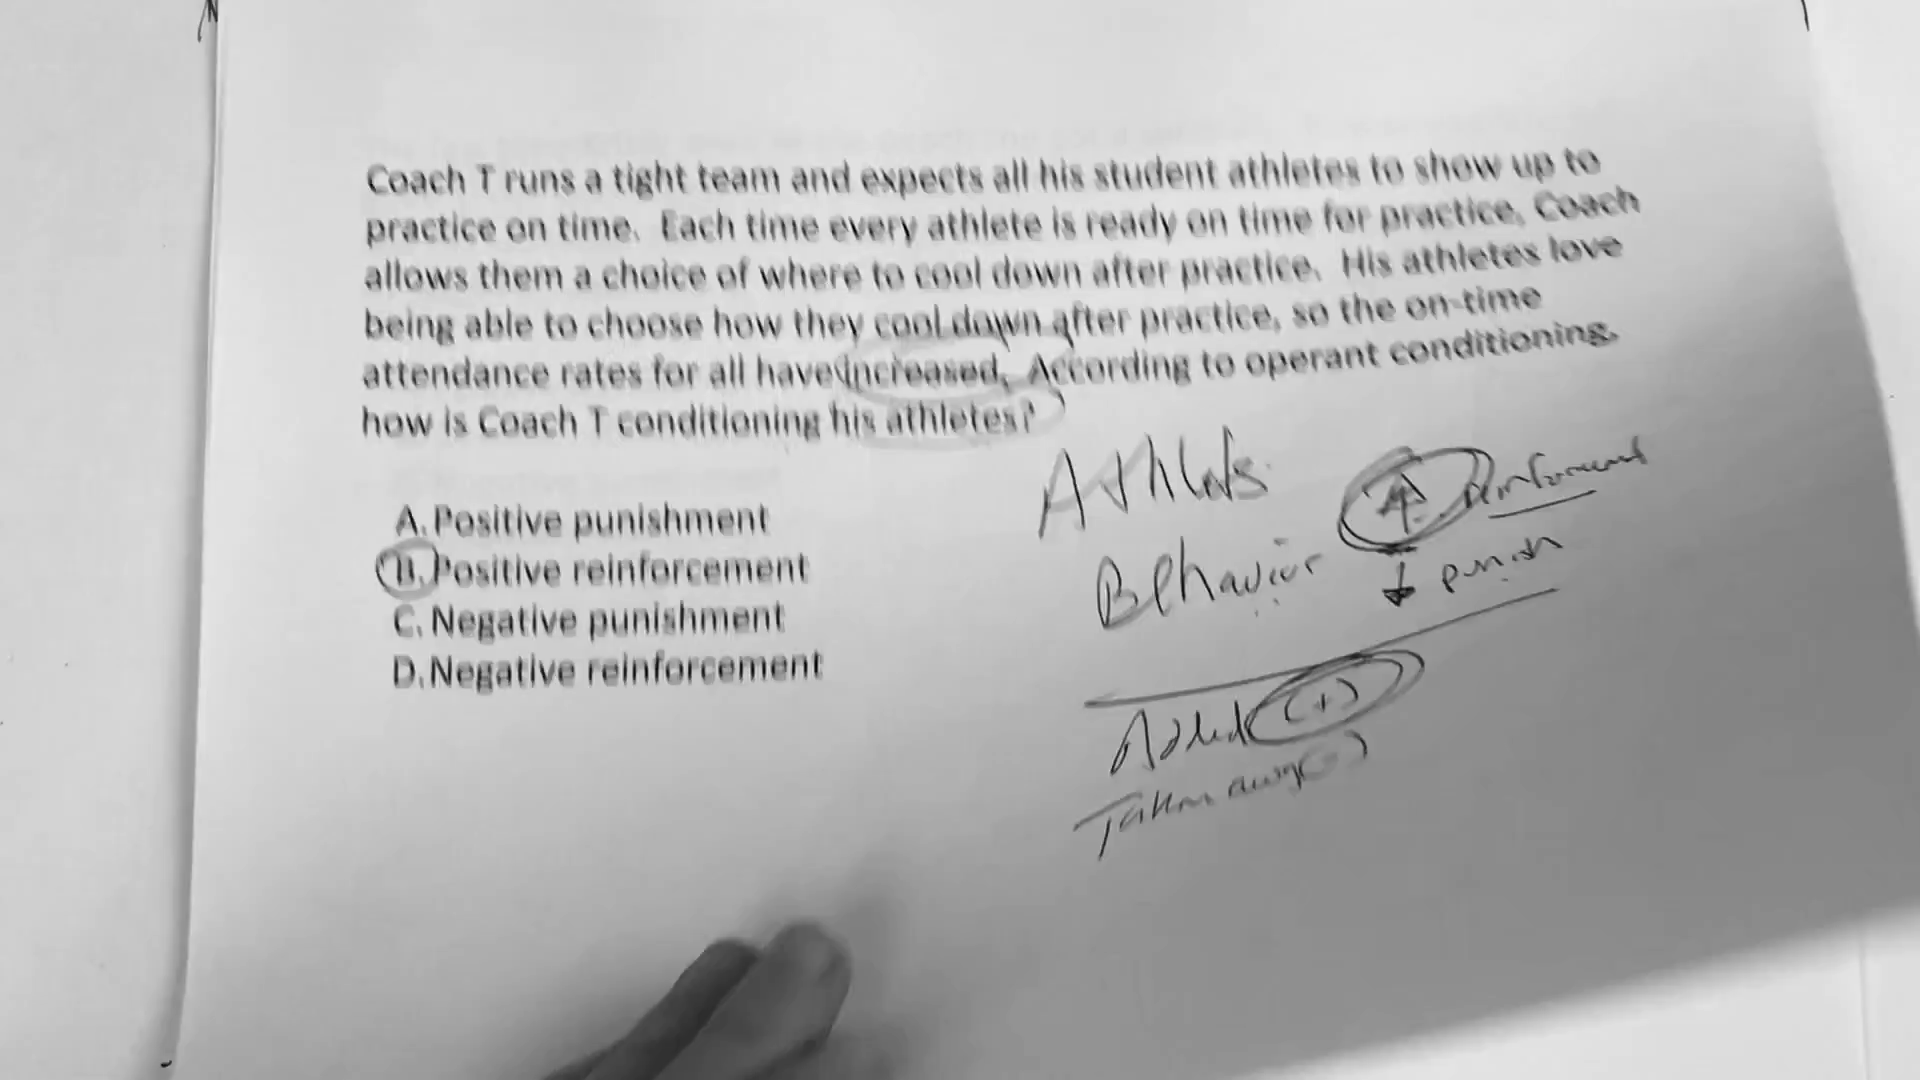 Coach T runs a tight team and expects all his student athletes to show up to
practice on time. Each time every athlete is ready on time for practice, Coach
allows them a choice of where to cool down after practice. His athletes love
being able to choose how they cool down after practice, so the on-time
attendance rates for all have increased. According to operant conditioning,
how is Coach T conditioning his athletes?
A. Positive punishment
B. Positive reinforcement
C. Negative punishment
D. Negative reinforcement
Athlets
Behavior ↑ reinforcement
↓ punish
Added (+)
Taken away (-)